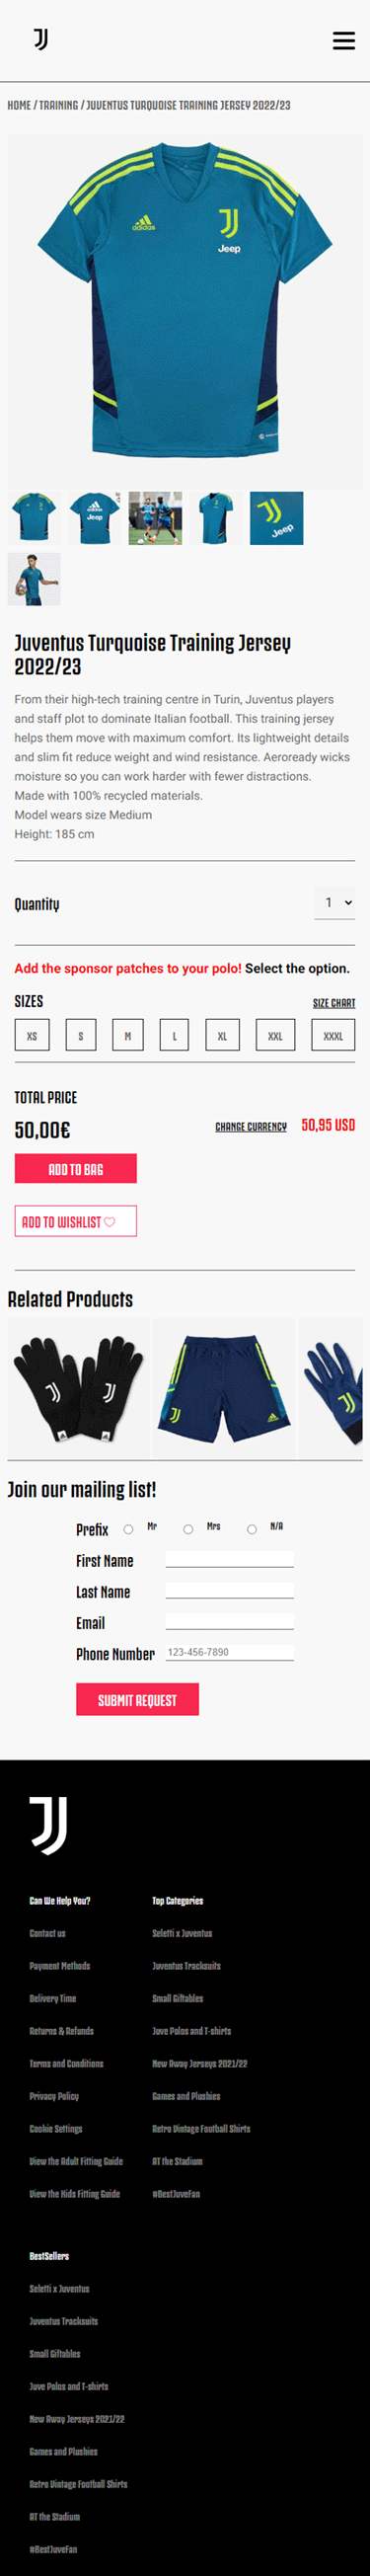 HOME / TRAINING / JUVENTUS TURQUOISE TRAINING JERSEY 2022/23
adidas
Jeep
adidas
Jeep
Jeep
Juventus Turquoise Training Jersey
2022/23
From their high-tech training centre in Turin, Juventus players
and staff plot to dominate Italian football. This training jersey
helps them move with maximum comfort. Its lightweight details
and slim fit reduce weight and wind resistance. Aeroready wicks
moisture so you can work harder with fewer distractions.
Made with 100% recycled materials.
Model wears size Medium
Height: 185 cm
Quantity 1
Add the sponsor patches to your polo! Select the option.
SIZES SIZE CHART
XS S M L XL XXL XXXL
TOTAL PRICE
50,00€ CHANGE CURRENCY 50,95 USD
ADD TO BAG
ADD TO WISHLIST
Related Products
Join our mailing list!
Prefix Mr Mrs N/A
First Name
Last Name
Email
Phone Number 123-456-7890
SUBMIT REQUEST
Can We Help You?
Contact us
Payment Methods
Delivery Time
Returns & Refunds
Terms and Conditions
Privacy Policy
Cookie Settings
View the Adult Fitting Guide
View the Kids Fitting Guide
Top Categories
Seletti x Juventus
Juventus Tracksuits
Small Giftables
Juve Polos and T-shirts
New Away Jerseys 2021/22
Games and Plushies
Retro Vintage Football Shirts
AT the Stadium
#BestJuveFan
BestSellers
Seletti x Juventus
Juventus Tracksuits
Small Giftables
Juve Polos and T-shirts
New Away Jerseys 2021/22
Games and Plushies
Retro Vintage Football Shirts
AT the Stadium
#BestJuveFan